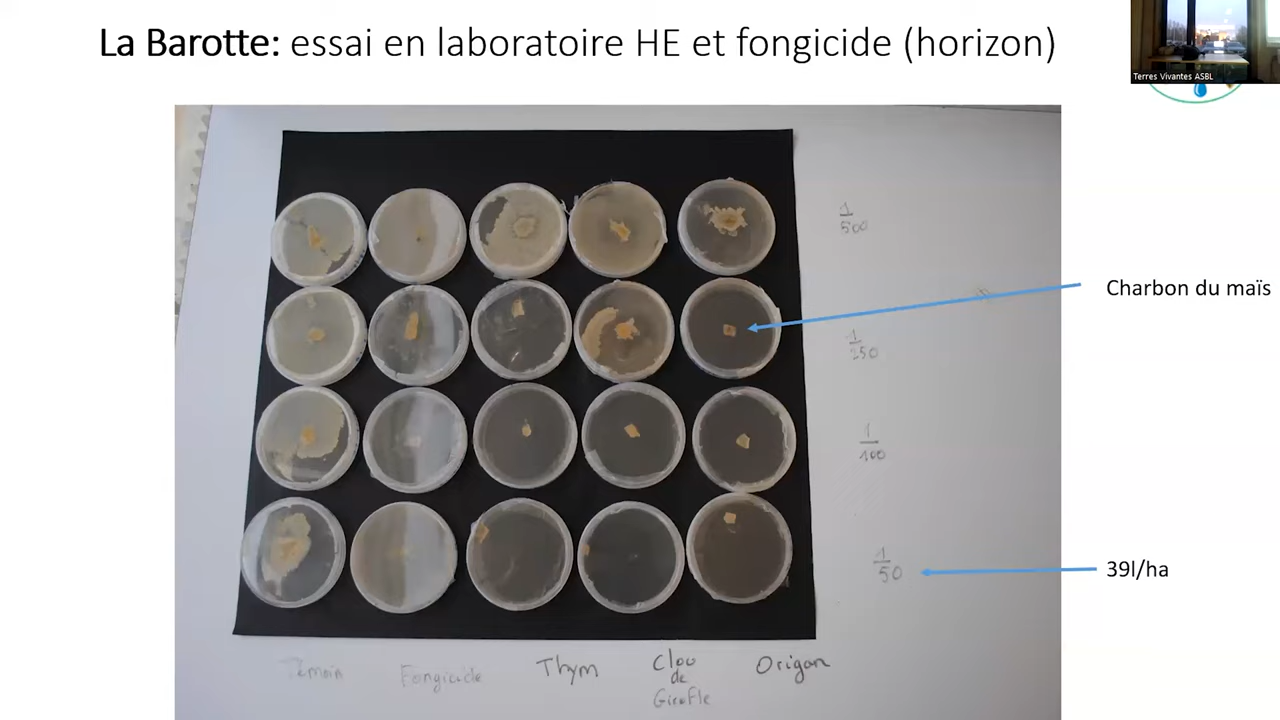 La Barotte: essai en laboratoire HE et fongicide (horizon)
Terres Vivantes ASBL
1
500
Charbon du maïs
1
250
1
100
1
50
39l/ha
Témoin
Fongicide
Thym
Clou
de
Girofle
Origan